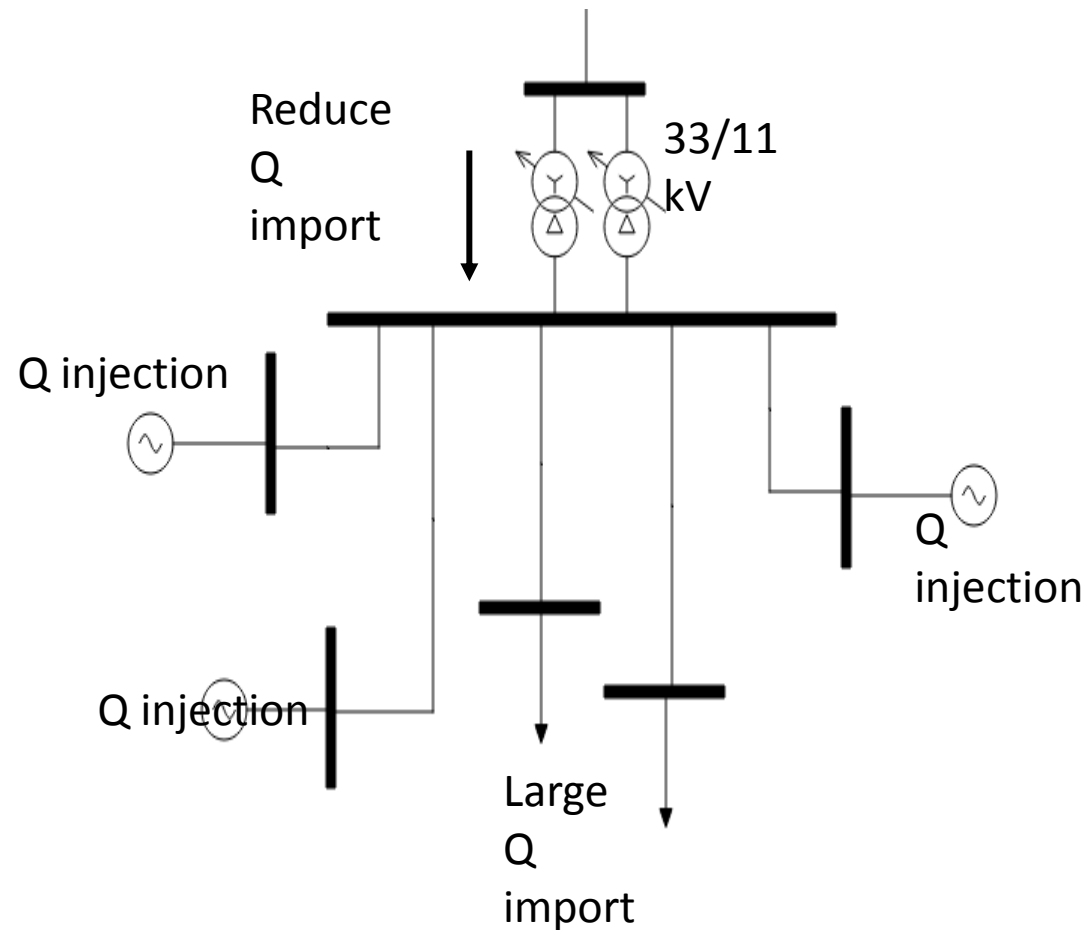 Reduce
Q
import
33/11
kV
Q injection
Q
injection
Q injection
Large
Q
import